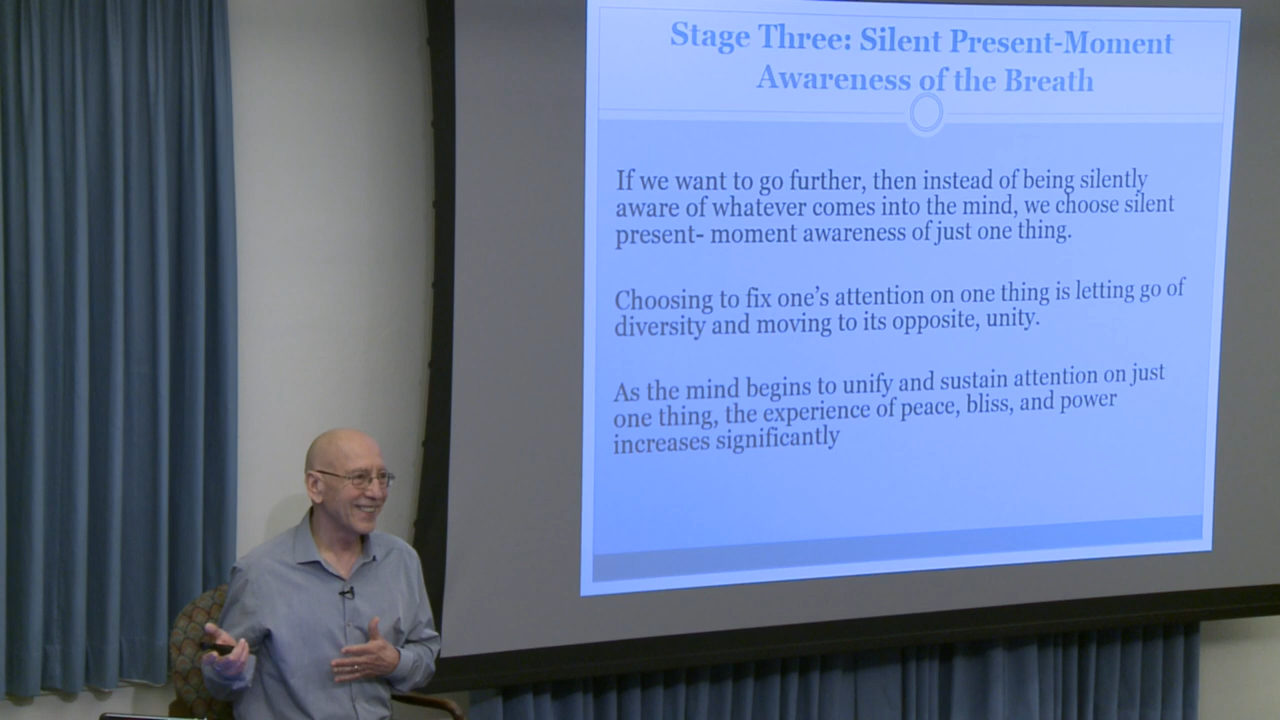 Stage Three: Silent Present-Moment
Awareness of the Breath
If we want to go further, then instead of being silently
aware of whatever comes into the mind, we choose silent
present- moment awareness of just one thing.
Choosing to fix one’s attention on one thing is letting go of
diversity and moving to its opposite, unity.
As the mind begins to unify and sustain attention on just
one thing, the experience of peace, bliss, and power
increases significantly